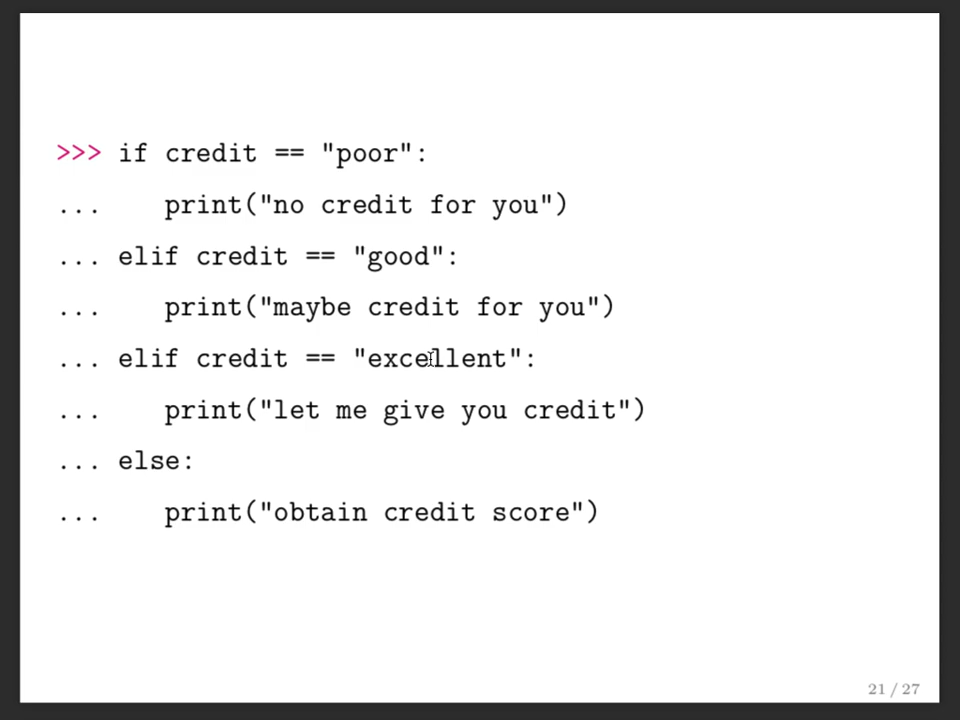 >>> if credit == "poor":
...    print("no credit for you")
... elif credit == "good":
...    print("maybe credit for you")
... elif credit == "excellent":
...    print("let me give you credit")
... else:
...    print("obtain credit score")
21 / 27